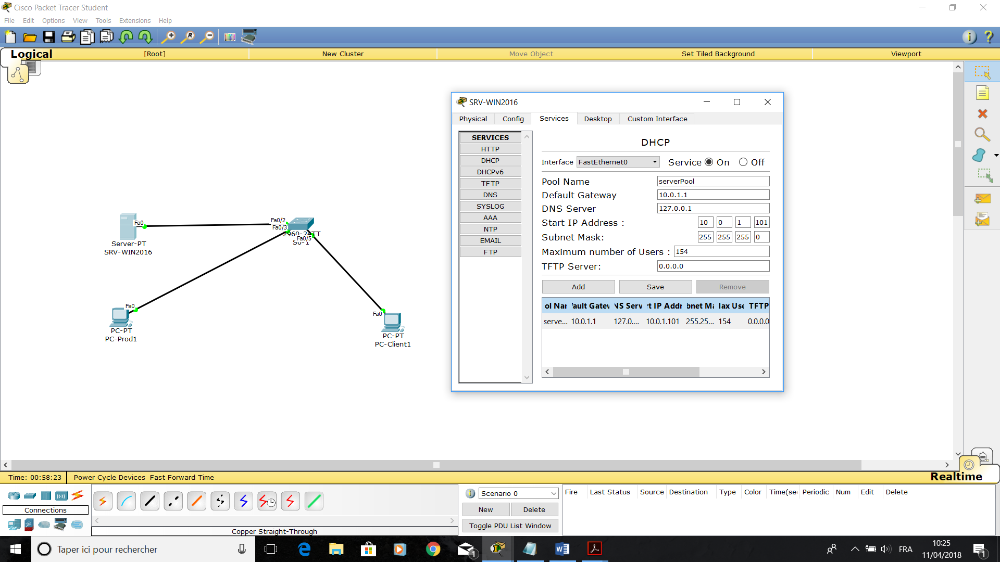 Cisco Packet Tracer Student
File Edit Options View Tools Extensions Help
Logical [Root] New Cluster Move Object Set Tiled Background Viewport
SRV-WIN2016
Physical Config Services Desktop Custom Interface
SERVICES
HTTP
DHCP
DHCPv6
TFTP
DNS
SYSLOG
AAA
NTP
EMAIL
FTP
DHCP
Interface FastEthernet0 Service On Off
Pool Name serverPool
Default Gateway 10.0.1.1
DNS Server 127.0.0.1
Start IP Address : 10 0 1 101
Subnet Mask: 255 255 255 0
Maximum number of Users : 154
TFTP Server: 0.0.0.0
Add Save Remove
ol Nar fault Gatew NS Serv rt IP Addr bnet Ma lax Use TFTP
serve... 10.0.1.1 127.0.... 10.0.1.101 255.25... 154 0.0.0.0
Fa0
Server-PT
SRV-WIN2016
Fa0/2
Fa0/3
2960-24TT
Fa0/5
S0-1
Fa0
PC-PT
PC-Prod1
Fa0
PC-PT
PC-Client1
Time: 00:58:23 Power Cycle Devices Fast Forward Time
Realtime
Connections
Copper Straight-Through
Scenario 0
New Delete
Toggle PDU List Window
Fire Last Status Source Destination Type Color Time(sec Periodic Num Edit Delete
Taper ici pour rechercher
1
FRA
10:25
11/04/2018
1